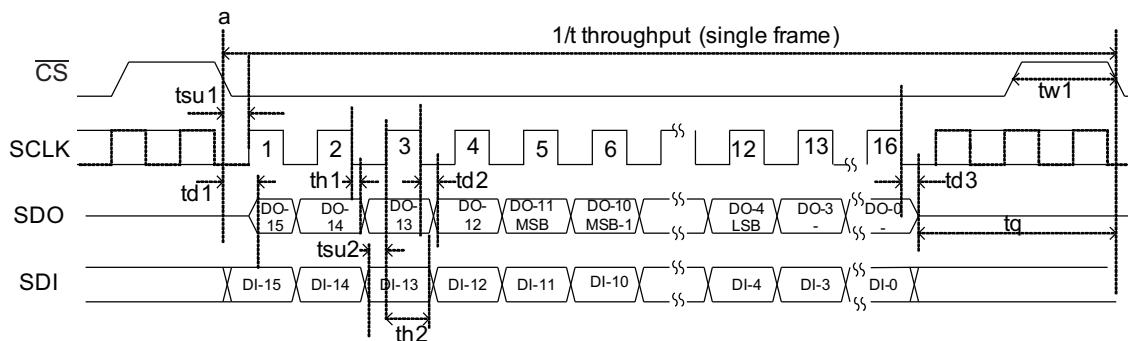 a
1/t throughput (single frame)
CS
tsu1
tw1
SCLK
1 2 3 4 5 6 12 13 16
td1
th1
td2
td3
SDO
DO-15 DO-14 DO-13 DO-12 DO-11 MSB DO-10 MSB-1 DO-4 LSB DO-3 - DO-0 -
tsu2
tq
SDI
DI-15 DI-14 DI-13 DI-12 DI-11 DI-10 DI-4 DI-3 DI-0
th2